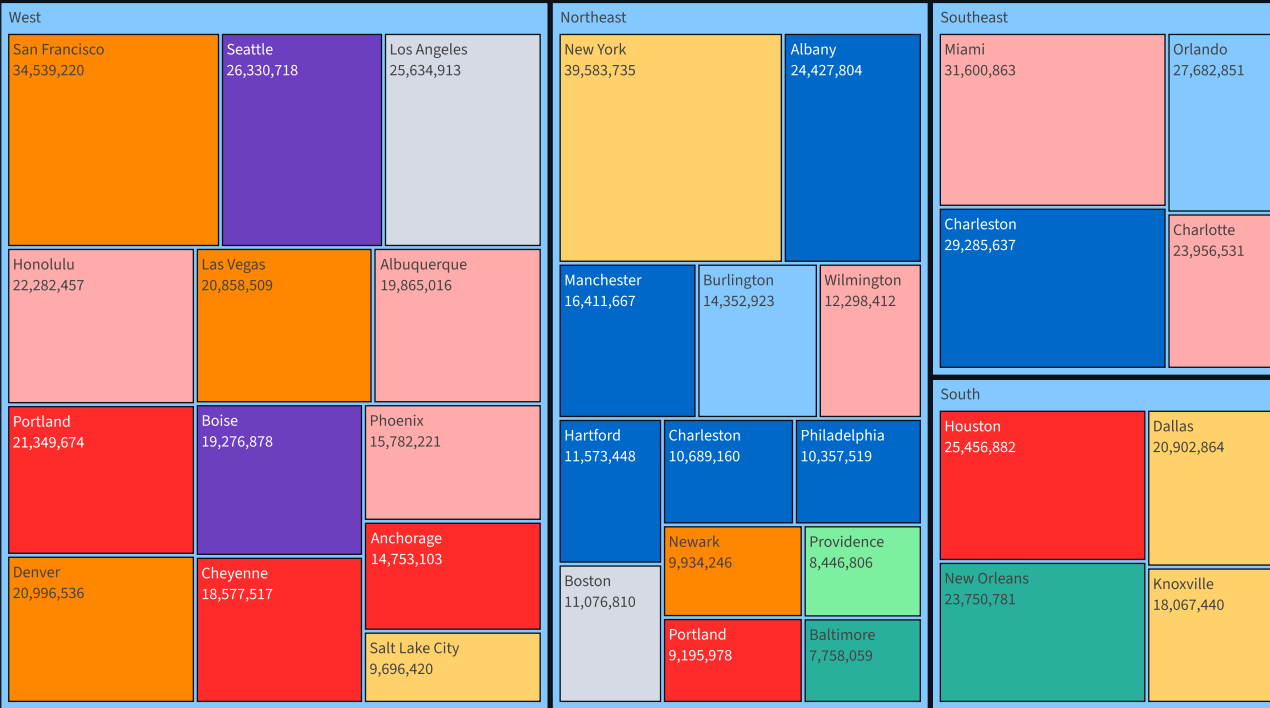 West
San Francisco
34,539,220
Seattle
26,330,718
Los Angeles
25,634,913
Honolulu
22,282,457
Las Vegas
20,858,509
Albuquerque
19,865,016
Portland
21,349,674
Boise
19,276,878
Phoenix
15,782,221
Anchorage
14,753,103
Denver
20,996,536
Cheyenne
18,577,517
Salt Lake City
9,696,420
Northeast
New York
39,583,735
Albany
24,427,804
Manchester
16,411,667
Burlington
14,352,923
Wilmington
12,298,412
Hartford
11,573,448
Charleston
10,689,160
Philadelphia
10,357,519
Newark
9,934,246
Providence
8,446,806
Boston
11,076,810
Portland
9,195,978
Baltimore
7,758,059
Southeast
Miami
31,600,863
Orlando
27,682,851
Charleston
29,285,637
Charlotte
23,956,531
South
Houston
25,456,882
Dallas
20,902,864
New Orleans
23,750,781
Knoxville
18,067,440